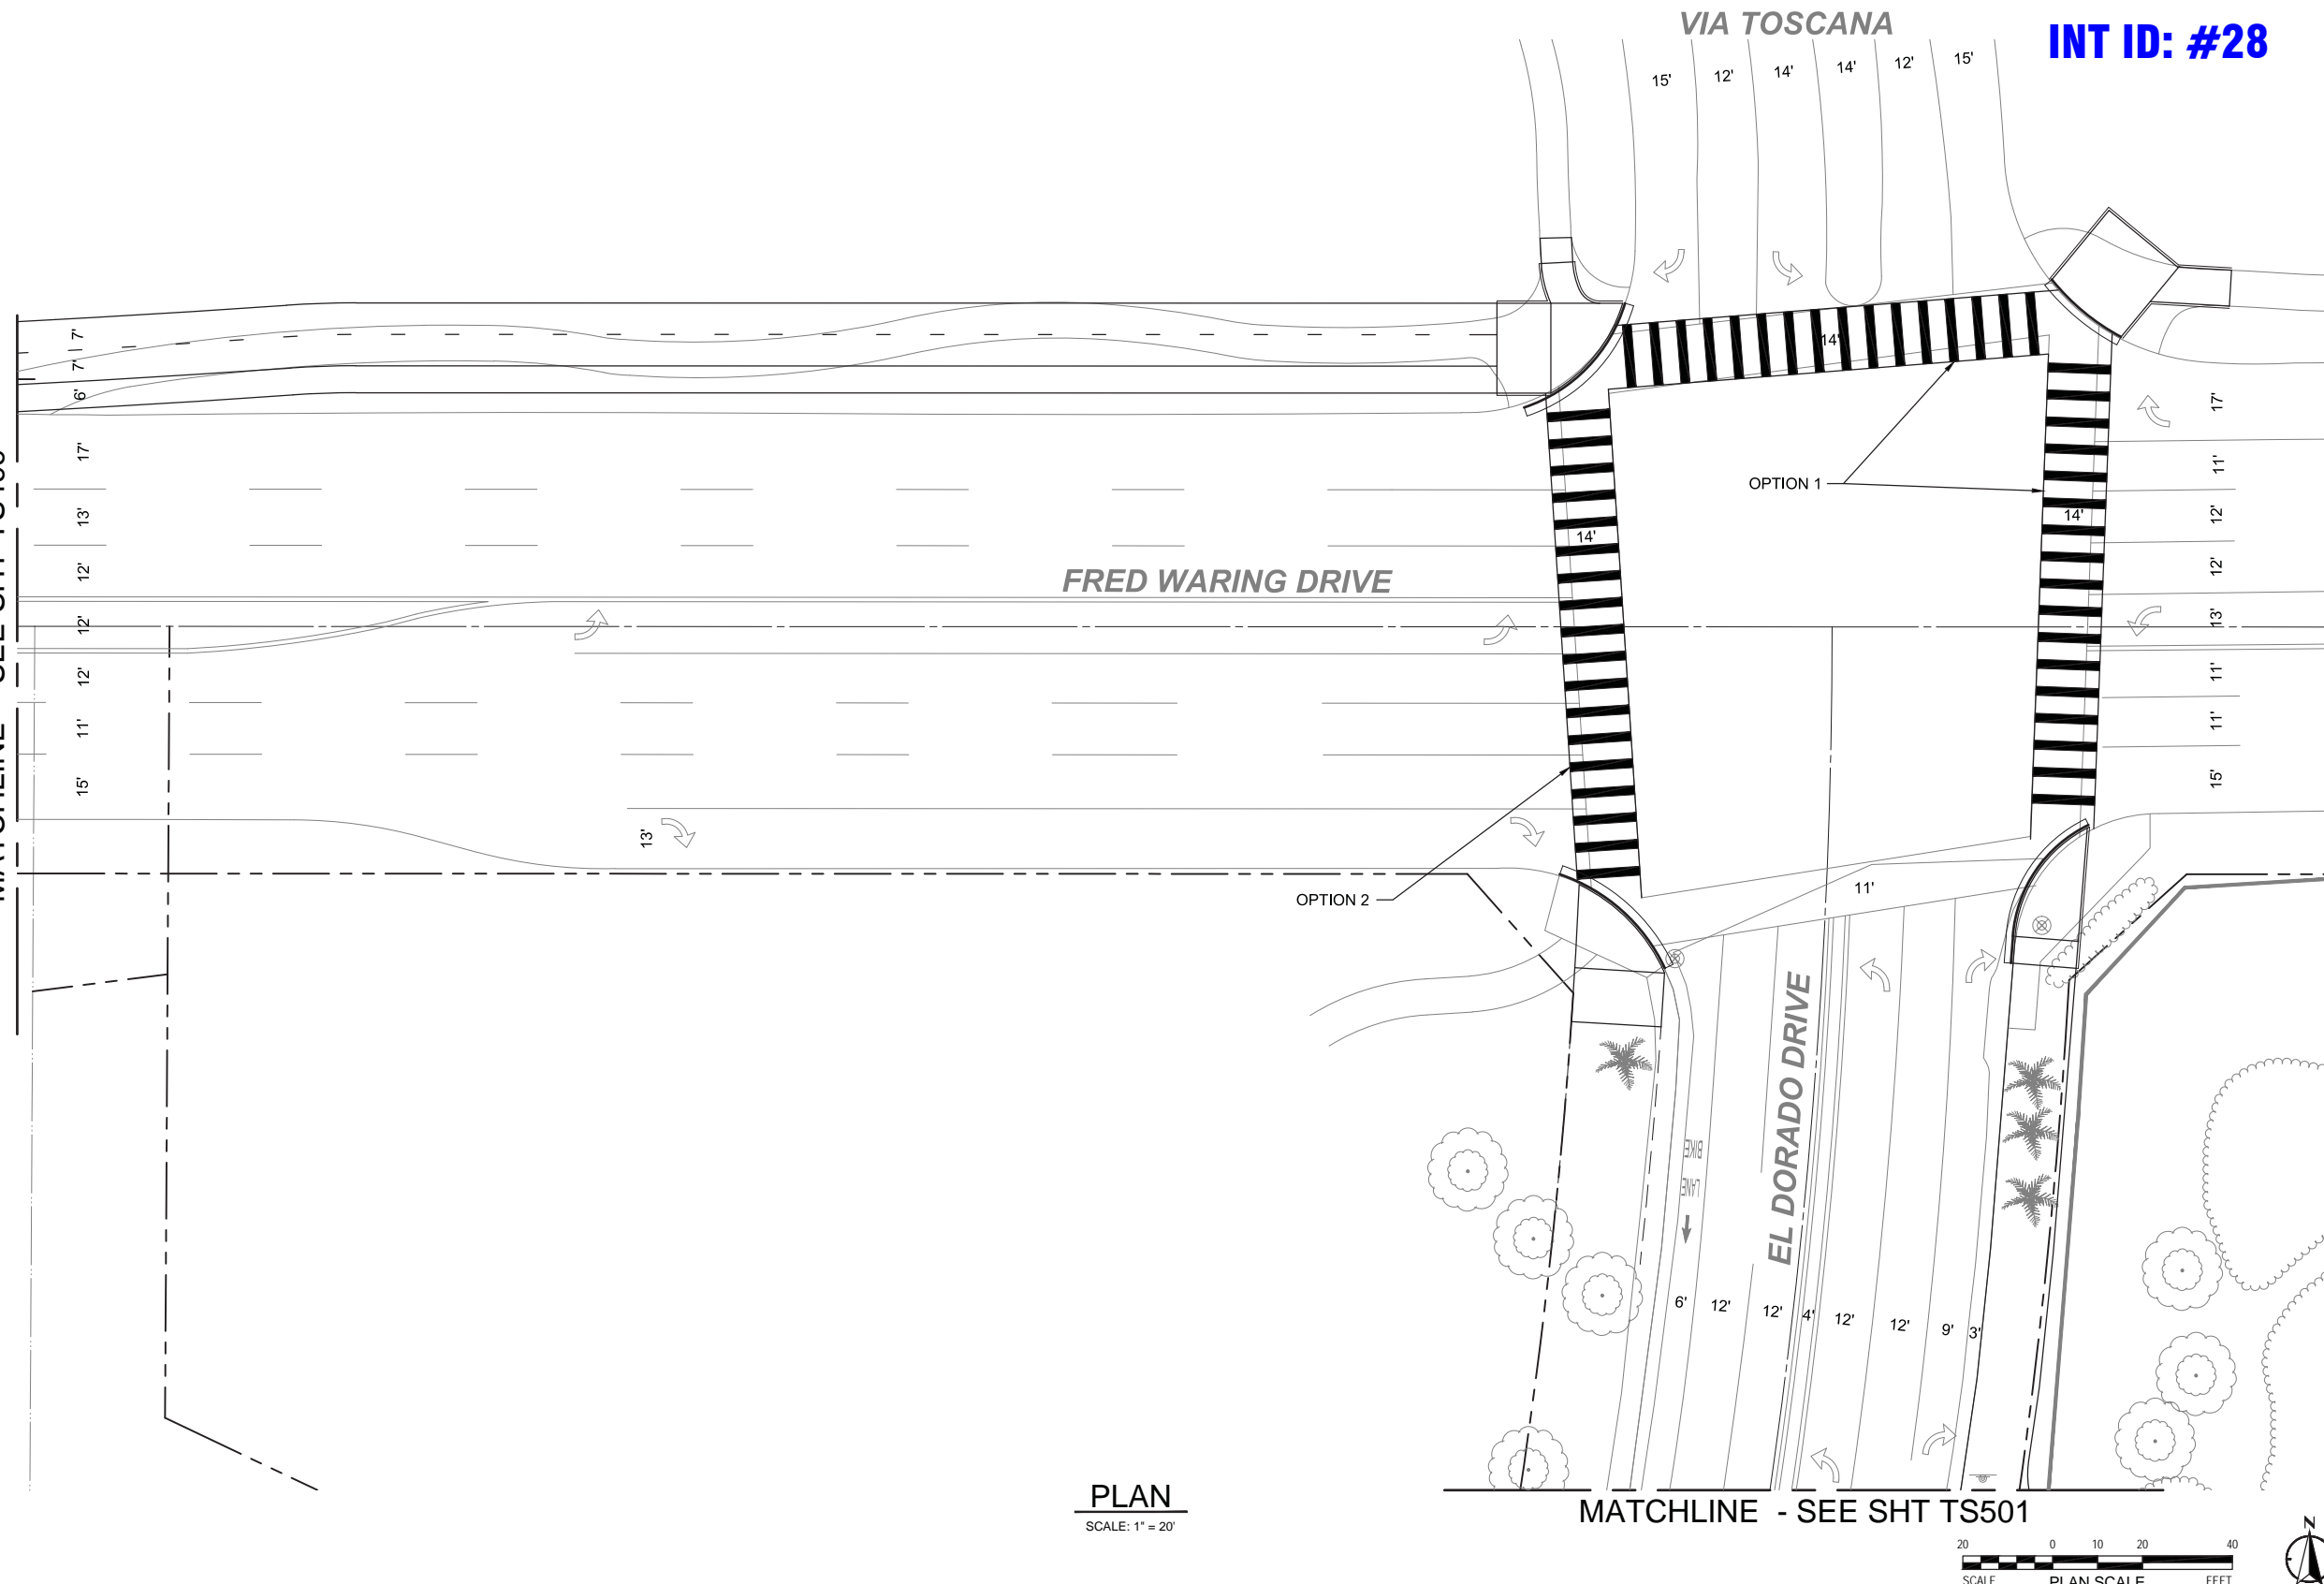 VIA TOSCANA
INT ID: #28
15' 12' 14' 14' 12' 15'
7'
7'
6'
17'
13'
12'
12'
12'
11'
15'
13'
14'
14'
14'
17'
11'
12'
12'
13'
11'
11'
15'
OPTION 1
FRED WARING DRIVE
OPTION 2
11'
EL DORADO DRIVE
BIKE
LANE
6' 12' 12' 4' 12' 12' 9' 3'
PLAN
SCALE: 1" = 20'
MATCHLINE - SEE SHT TS501
N
20 0 10 20 40
SCALE PLAN SCALE FEET